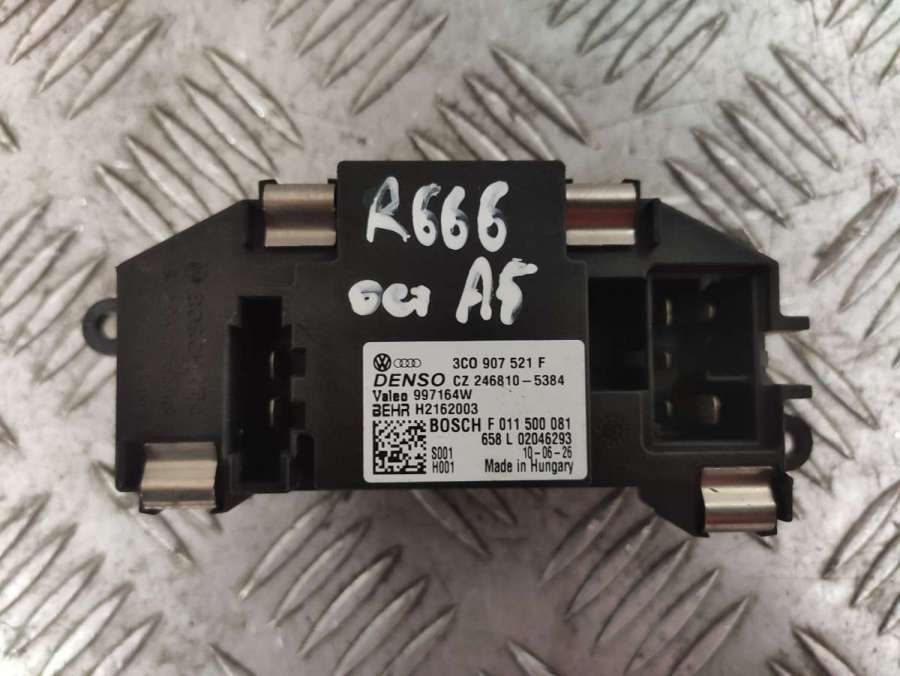 R666
oct A5
3C0 907 521 F
DENSO CZ 246810-5384
Valeo 997164W
BEHR H2162003
BOSCH F 011 500 081
658 L 02046293
S001 10-06-26
H001 Made in Hungary